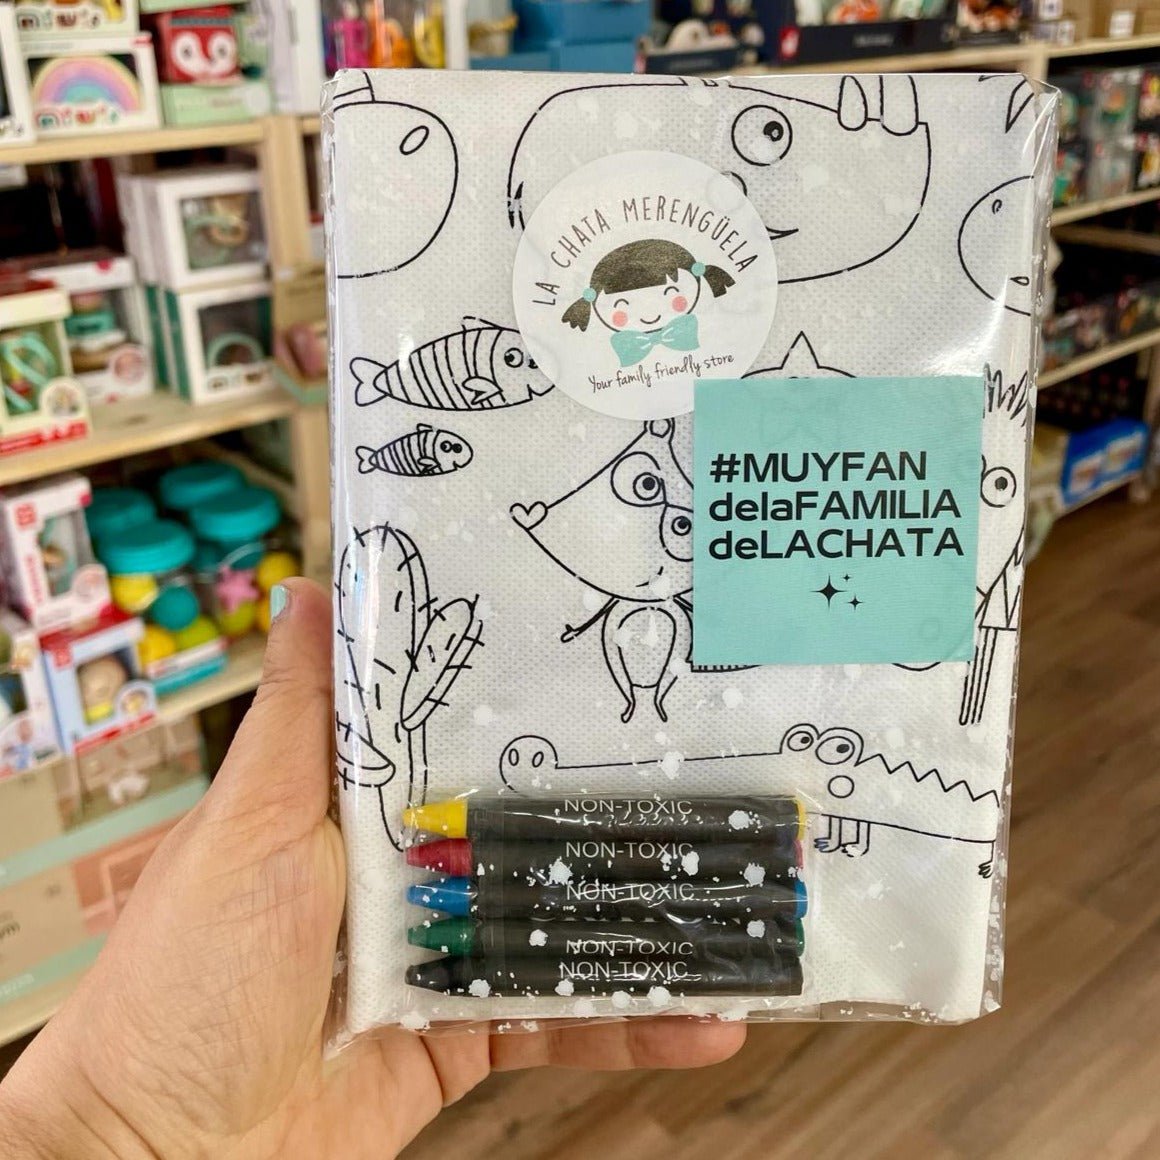 LA CHATA MERENGÜELA
Your family friendly store
#MUYFAN
delaFAMILIA
deLACHATA
NON-TOXIC
NON-TOXIC
NON-TOXIC
NON-TOXIC
NON-TOXIC